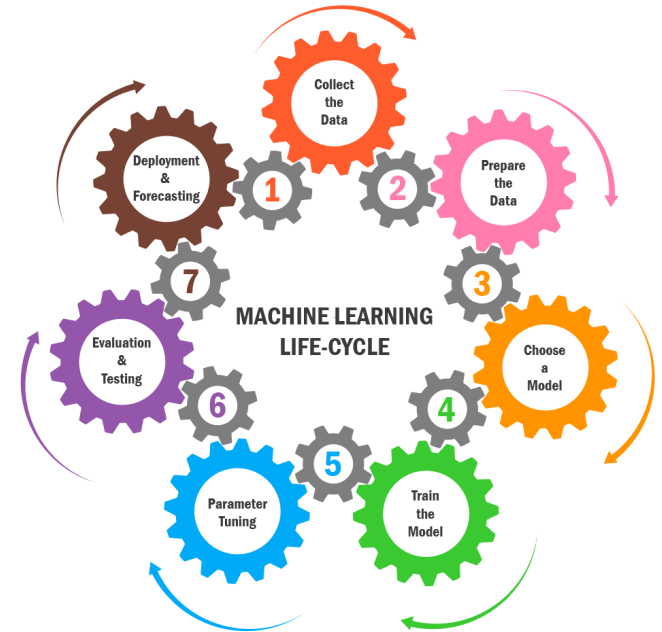 MACHINE LEARNING
LIFE-CYCLE
1
Collect
the
Data
2
Prepare
the
Data
3
Choose
a
Model
4
Train
the
Model
5
Parameter
Tuning
6
Evaluation
&
Testing
7
Deployment
&
Forecasting